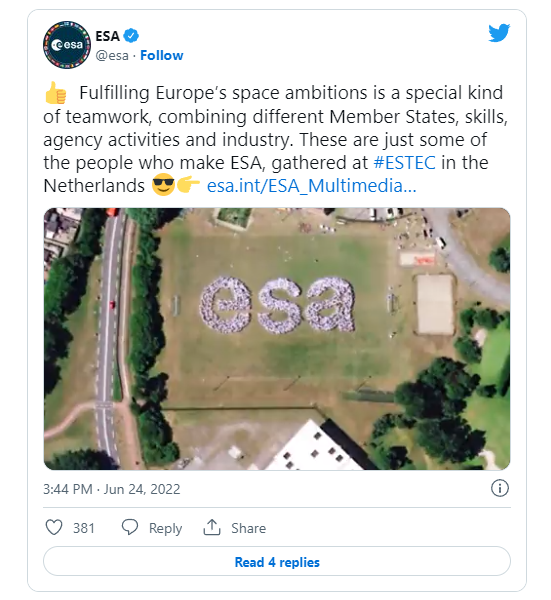 ESA
@esa · Follow
👍 Fulfilling Europe's space ambitions is a special kind
of teamwork, combining different Member States, skills,
agency activities and industry. These are just some of
the people who make ESA, gathered at #ESTEC in the
Netherlands 😎👉 esa.int/ESA_Multimedia...
esa
3:44 PM · Jun 24, 2022
381 Reply Share
Read 4 replies